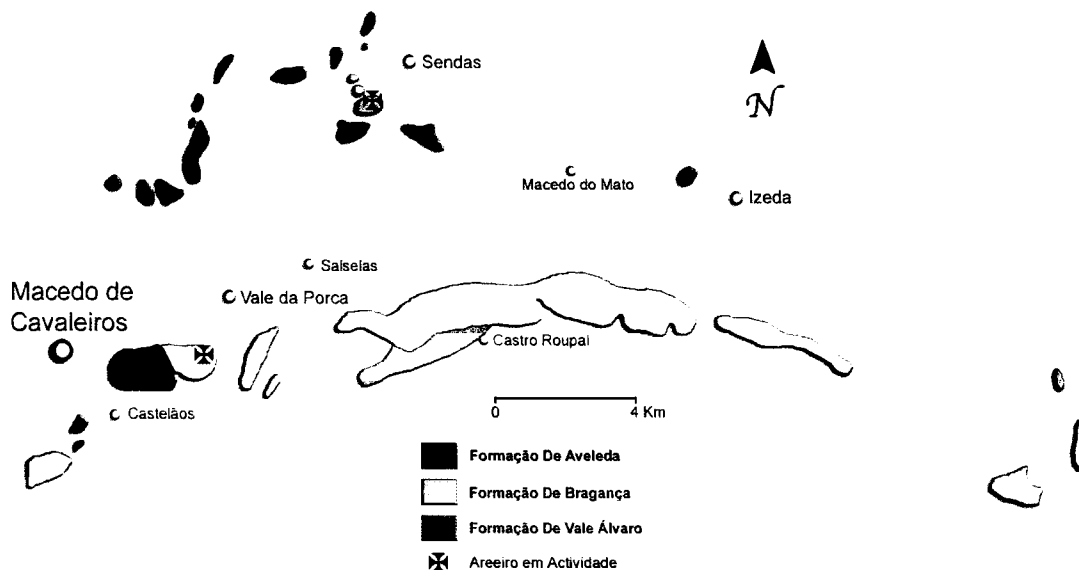 Sendas
N
Macedo do Mato
Izeda
Salselas
Macedo de
Cavaleiros
Vale da Porca
Castro Roupal
Castelãos
0 4 Km
Formação De Aveleda
Formação De Bragança
Formação De Vale Álvaro
Areeiro em Actividade